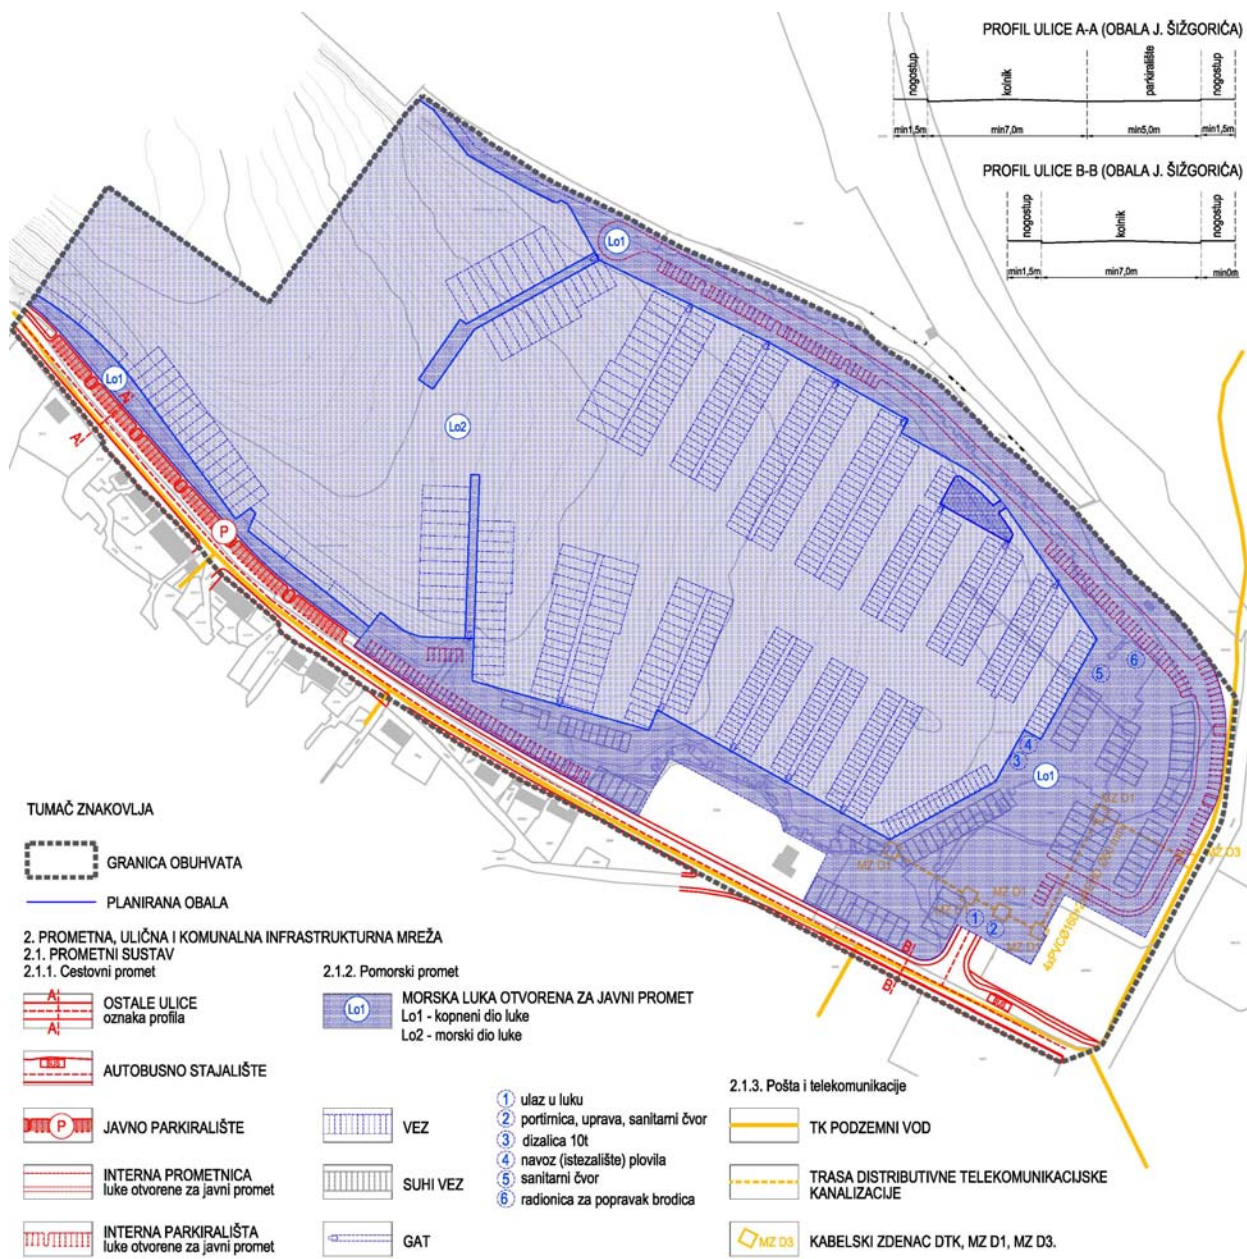 PROFIL ULICE A-A (OBALA J. ŠIŽGORIĆA)
nogostup
kolnik
parkiralište
nogostup
min1,5m
min7,0m
min5,0m
min1,5m
PROFIL ULICE B-B (OBALA J. ŠIŽGORIĆA)
nogostup
kolnik
nogostup
min1,5m
min7,0m
min0m
Lo1
Lo1
A
A
Lo2
P
5
6
4
3
Lo1
MZ D1
MZ D1
MZ D3
MZ D1
1
2
B
B
BUS
TUMAČ ZNAKOVLJA
GRANICA OBUHVATA
PLANIRANA OBALA
2. PROMETNA, ULIČNA I KOMUNALNA INFRASTRUKTURNA MREŽA
2.1. PROMETNI SUSTAV
2.1.1. Cestovni promet
A
A
OSTALE ULICE
oznaka profila
BUS
AUTOBUSNO STAJALIŠTE
P
JAVNO PARKIRALIŠTE
INTERNA PROMETNICA
luke otvorene za javni promet
INTERNA PARKIRALIŠTA
luke otvorene za javni promet
2.1.2. Pomorski promet
Lo1
MORSKA LUKA OTVORENA ZA JAVNI PROMET
Lo1 - kopneni dio luke
Lo2 - morski dio luke
VEZ
SUHI VEZ
GAT
1 ulaz u luku
2 portirnica, uprava, sanitarni čvor
3 dizalica 10t
4 navoz (istezalište) plovila
5 sanitarni čvor
6 radionica za popravak brodica
2.1.3. Pošta i telekomunikacije
TK PODZEMNI VOD
TRASA DISTRIBUTIVNE TELEKOMUNIKACIJSKE
KANALIZACIJE
MZ D3
KABELSKI ZDENAC DTK, MZ D1, MZ D3.